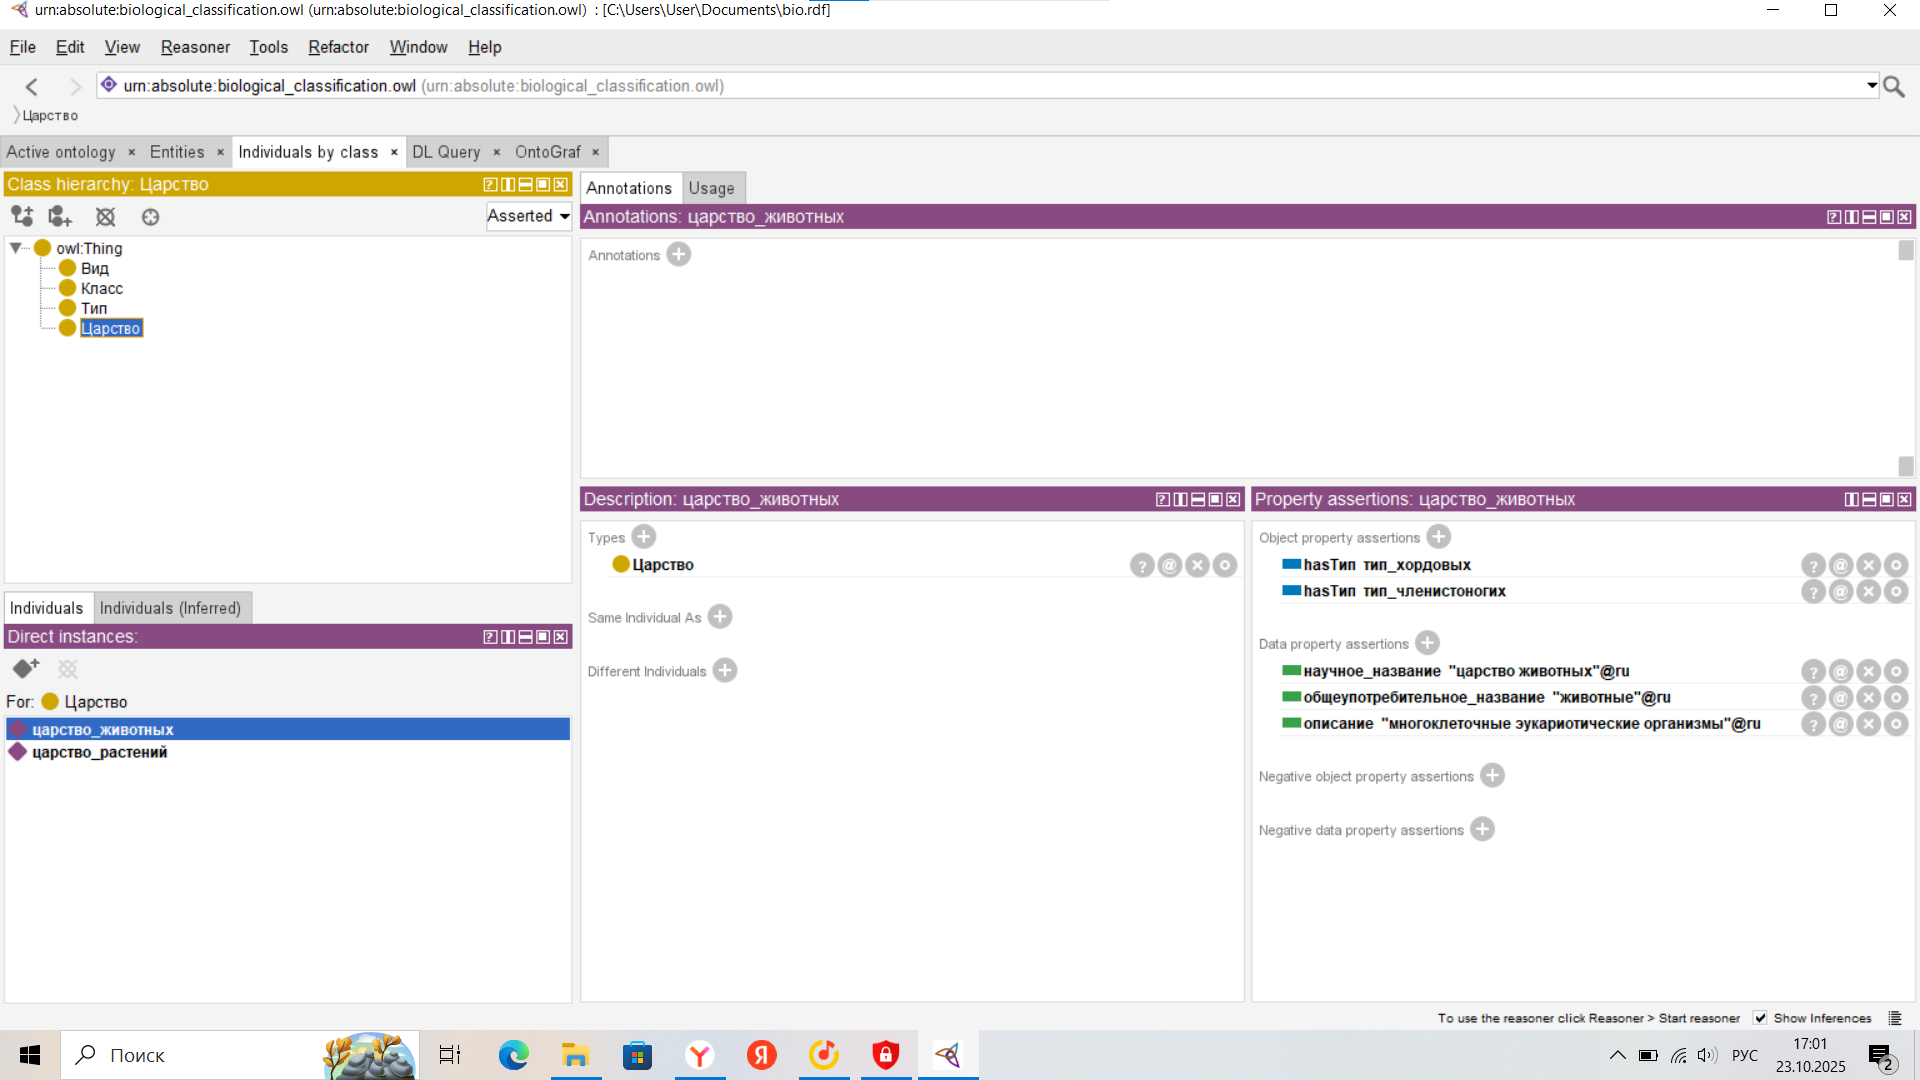 urn:absolute:biological_classification.owl (urn:absolute:biological_classification.owl) : [C:\Users\User\Documents\bio.rdf]
File Edit View Reasoner Tools Refactor Window Help
urn:absolute:biological_classification.owl (urn:absolute:biological_classification.owl)
Царство
Active ontology × Entities × Individuals by class × DL Query × OntoGraf ×
Class hierarchy: Царство
Asserted
owl:Thing
Вид
Класс
Тип
Царство
Annotations Usage
Annotations: царство_животных
Annotations
Individuals Individuals (Inferred)
Direct instances:
For: Царство
царство_животных
царство_растений
Description: царство_животных
Types
Царство
Same Individual As
Different Individuals
Property assertions: царство_животных
Object property assertions
hasТип тип_хордовых
hasТип тип_членистоногих
Data property assertions
научное_название "царство животных"@ru
общеупотребительное_название "животные"@ru
описание "многоклеточные эукариотические организмы"@ru
Negative object property assertions
Negative data property assertions
To use the reasoner click Reasoner > Start reasoner Show Inferences
Поиск
РУС
17:01
23.10.2025
2